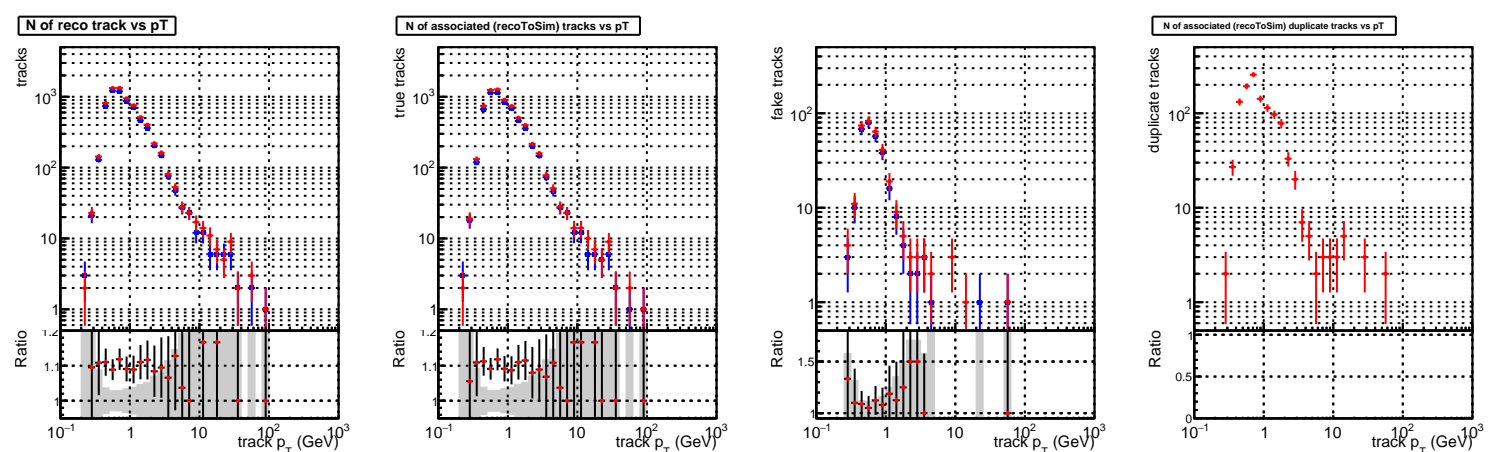 N of reco track vs pT
tracks
10³
10²
10
1
Ratio
1.2
1.1
1
10⁻¹ 1 10 10² 10³
track p_T (GeV)
N of associated (recoToSim) tracks vs pT
true tracks
10³
10²
10
1
Ratio
1.2
1.1
1
10⁻¹ 1 10 10² 10³
track p_T (GeV)
fake tracks
10²
10
1
Ratio
1.5
1
10⁻¹ 1 10 10² 10³
track p_T (GeV)
N of associated (recoToSim) duplicate tracks vs pT
duplicate tracks
10²
10
1
Ratio
1
0.5
0
10⁻¹ 1 10 10² 10³
track p_T (GeV)